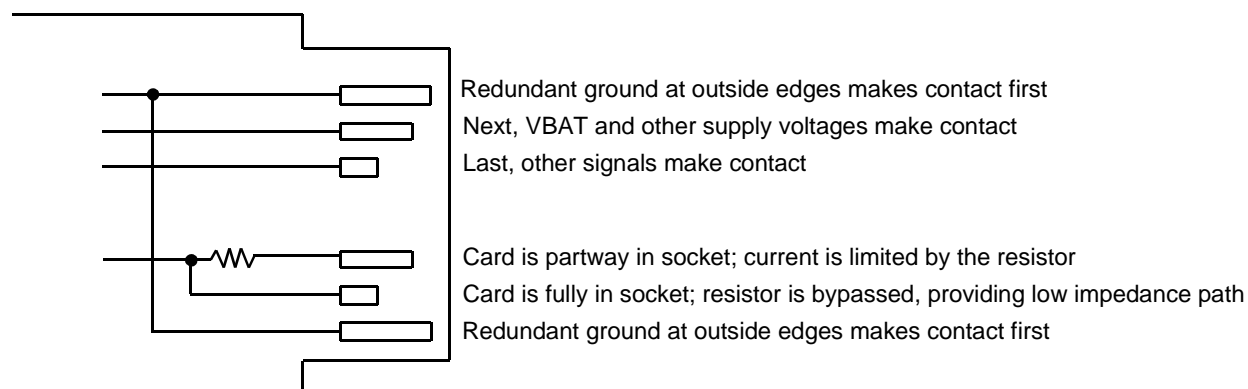 Redundant ground at outside edges makes contact first
Next, VBAT and other supply voltages make contact
Last, other signals make contact
Card is partway in socket; current is limited by the resistor
Card is fully in socket; resistor is bypassed, providing low impedance path
Redundant ground at outside edges makes contact first